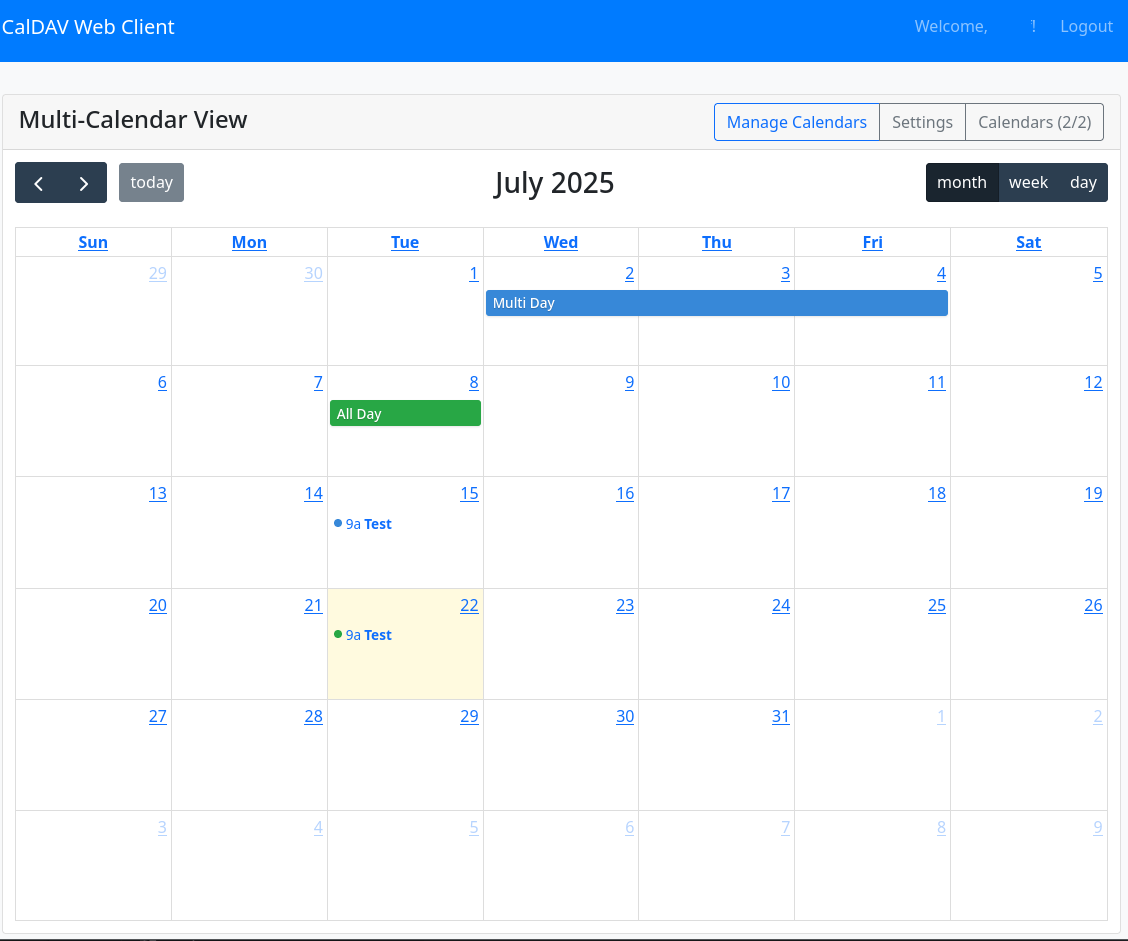 CalDAV Web Client
Welcome, ! Logout
Multi-Calendar View
Manage Calendars Settings Calendars (2/2)
today July 2025 month week day
Sun Mon Tue Wed Thu Fri Sat
29 30 1 2 3 4 5
Multi Day
6 7 8 9 10 11 12
All Day
13 14 15 16 17 18 19
9a Test
20 21 22 23 24 25 26
9a Test
27 28 29 30 31 1 2
3 4 5 6 7 8 9